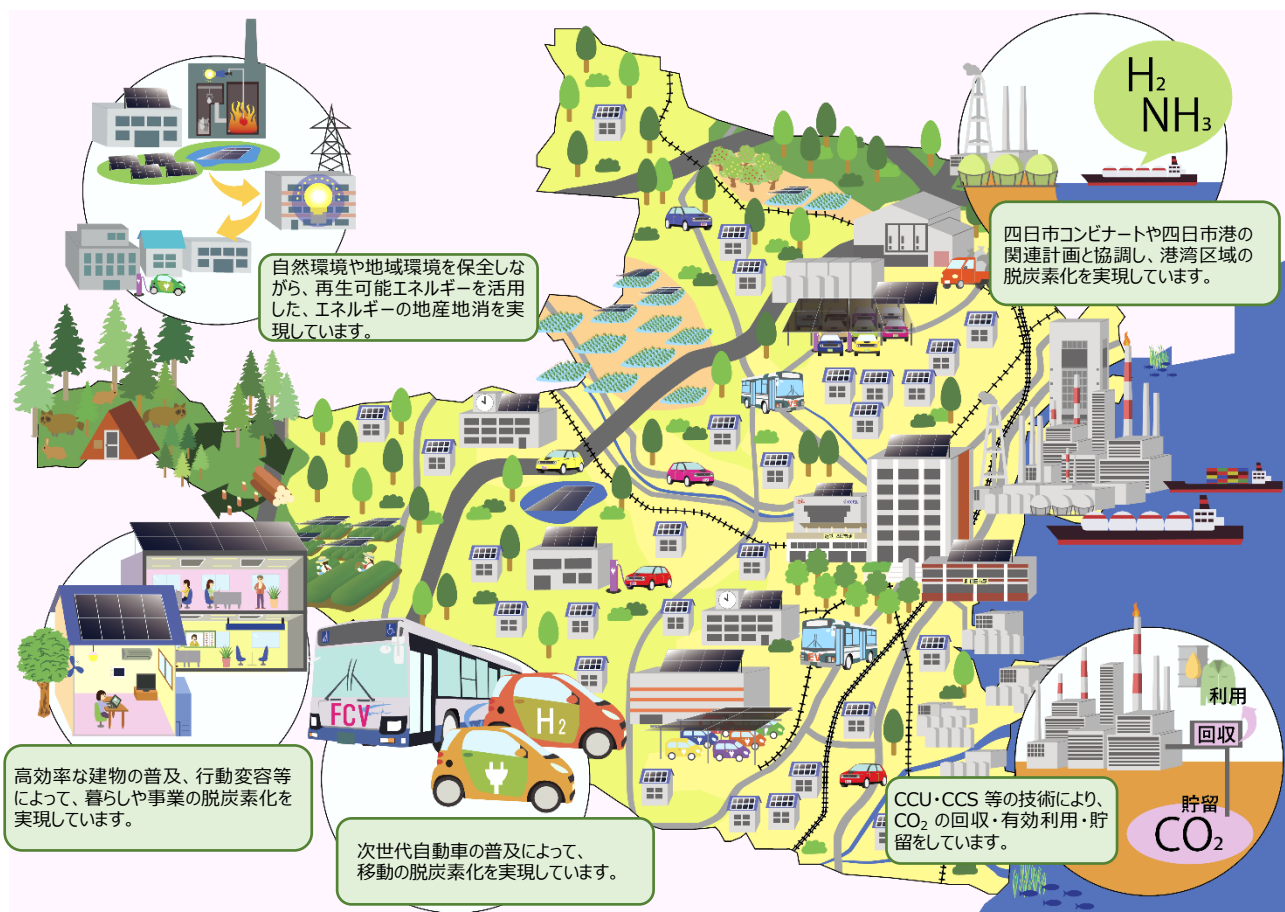 H₂
NH₃
四日市コンビナートや四日市港の
関連計画と協調し、港湾区域の
脱炭素化を実現しています。
自然環境や地域環境を保全しな
がら、再生可能エネルギーを活用
した、エネルギーの地産地消を実
現しています。
高効率な建物の普及、行動変容等
によって、暮らしや事業の脱炭素化を
実現しています。
FCV
H₂
次世代自動車の普及によって、
移動の脱炭素化を実現しています。
EV
利用
回収
貯留
CO₂
CCU・CCS 等の技術により、
CO₂ の回収・有効利用・貯
留をしています。